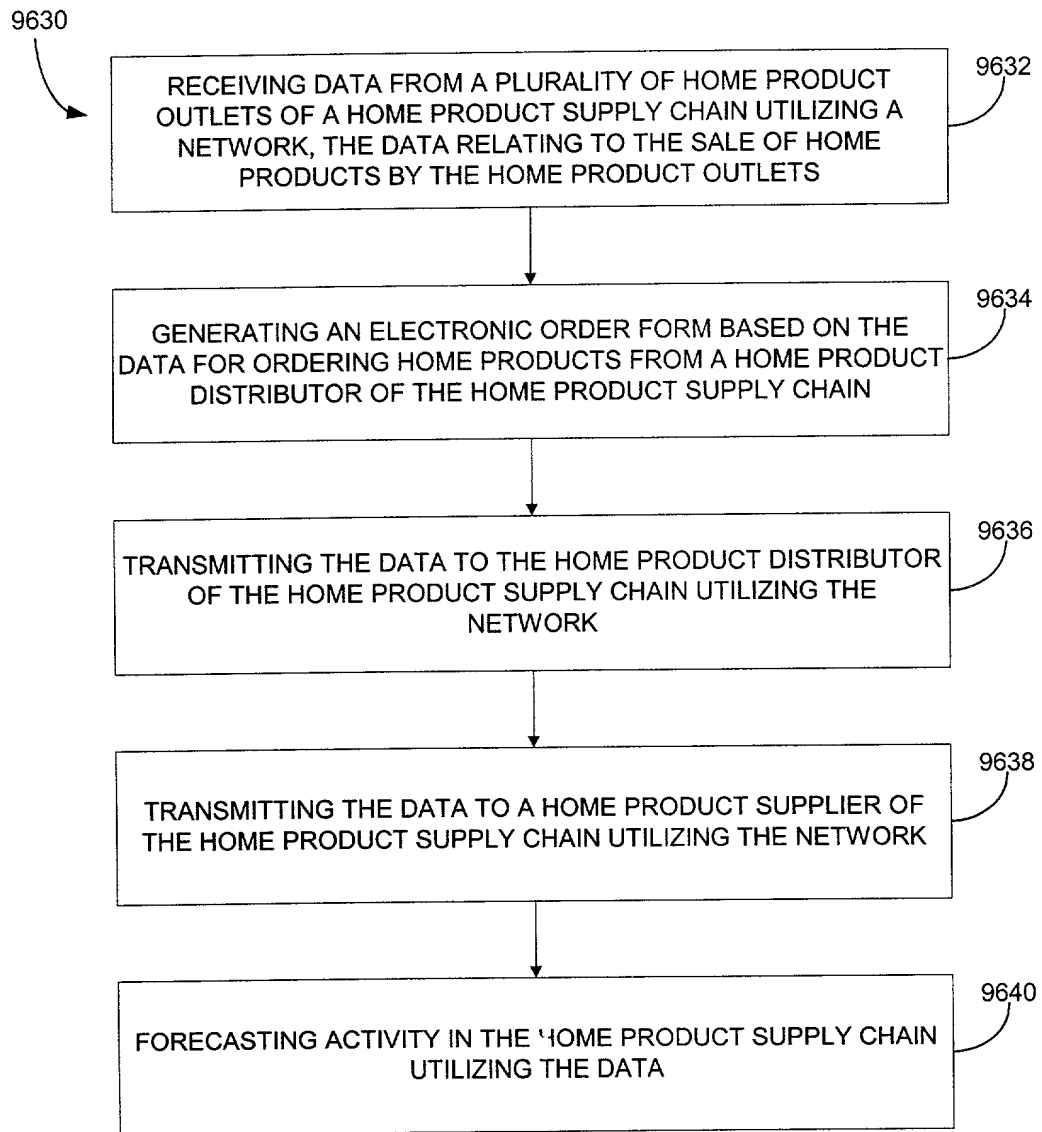 9630
RECEIVING DATA FROM A PLURALITY OF HOME PRODUCT
OUTLETS OF A HOME PRODUCT SUPPLY CHAIN UTILIZING A
NETWORK, THE DATA RELATING TO THE SALE OF HOME
PRODUCTS BY THE HOME PRODUCT OUTLETS
9632
GENERATING AN ELECTRONIC ORDER FORM BASED ON THE
DATA FOR ORDERING HOME PRODUCTS FROM A HOME PRODUCT
DISTRIBUTOR OF THE HOME PRODUCT SUPPLY CHAIN
9634
TRANSMITTING THE DATA TO THE HOME PRODUCT DISTRIBUTOR
OF THE HOME PRODUCT SUPPLY CHAIN UTILIZING THE
NETWORK
9636
TRANSMITTING THE DATA TO A HOME PRODUCT SUPPLIER OF
THE HOME PRODUCT SUPPLY CHAIN UTILIZING THE NETWORK
9638
FORECASTING ACTIVITY IN THE HOME PRODUCT SUPPLY CHAIN
UTILIZING THE DATA
9640